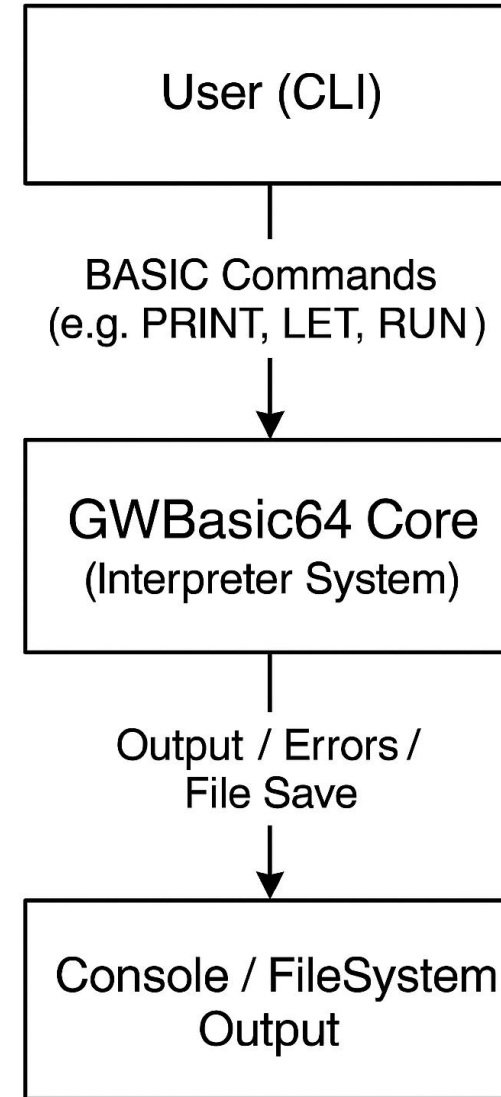 User (CLI)
BASIC Commands
(e.g. PRINT, LET, RUN)
GWBasic64 Core
(Interpreter System)
Output / Errors /
File Save
Console / FileSystem
Output